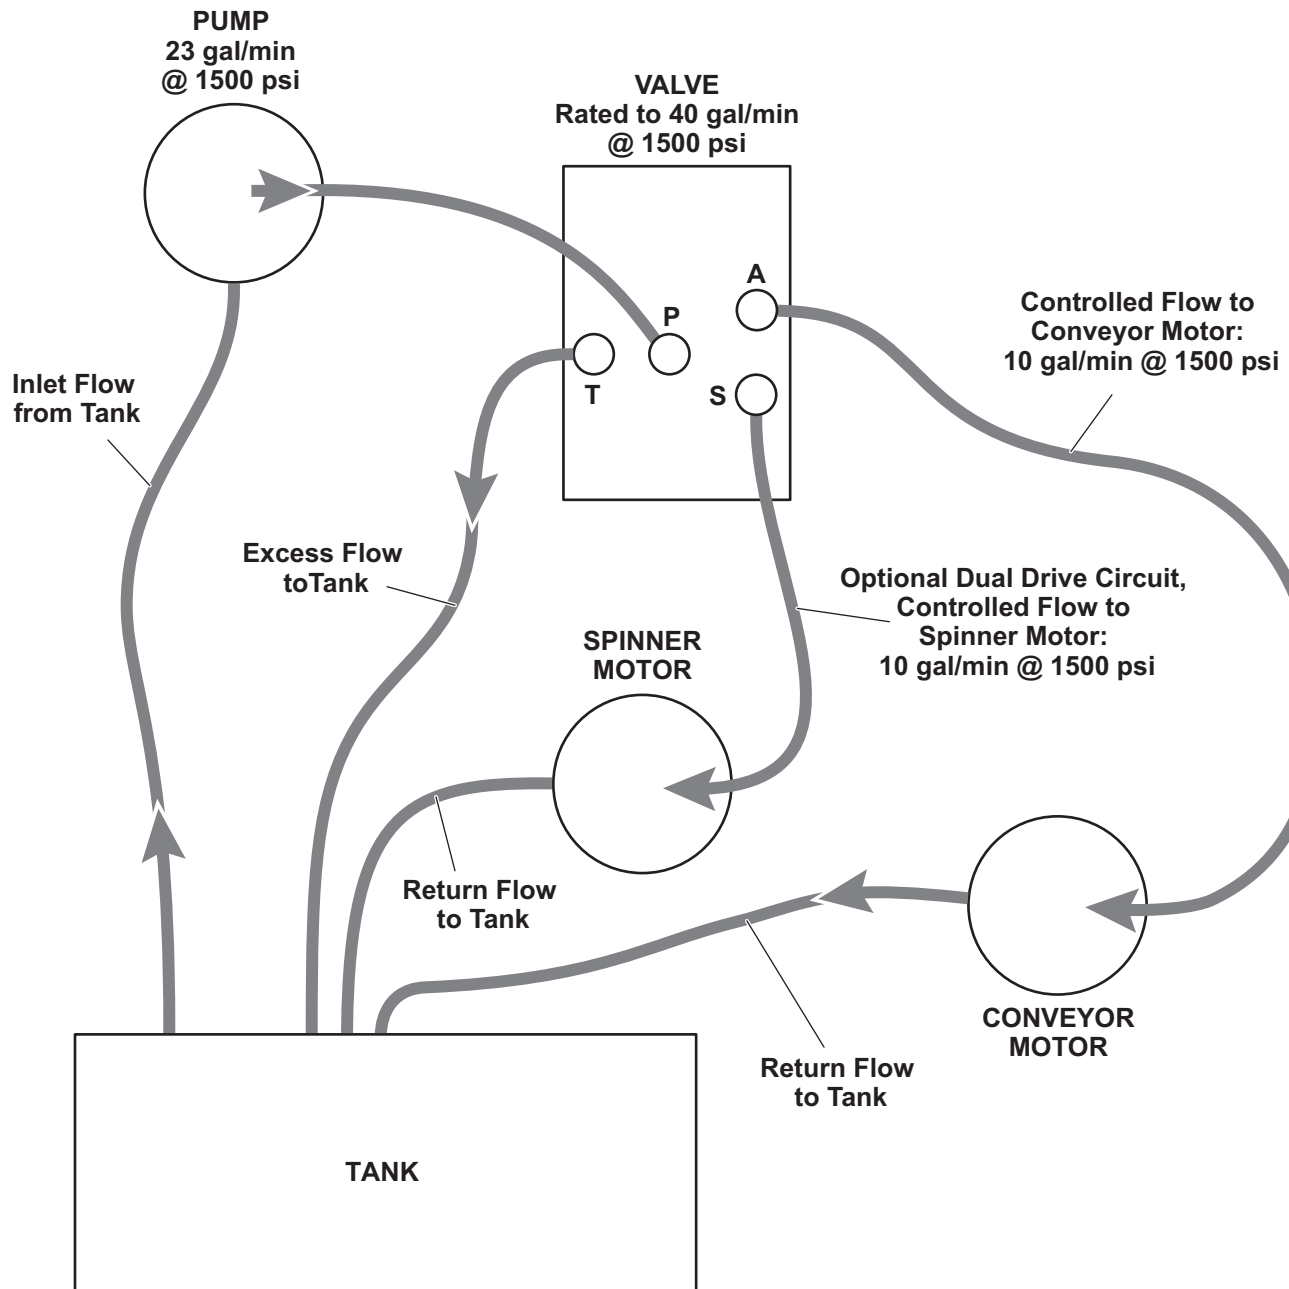 PUMP
23 gal/min
@ 1500 psi
VALVE
Rated to 40 gal/min
@ 1500 psi
A
P
T
S
Controlled Flow to
Conveyor Motor:
10 gal/min @ 1500 psi
Inlet Flow
from Tank
Excess Flow
toTank
Optional Dual Drive Circuit,
Controlled Flow to
Spinner Motor:
10 gal/min @ 1500 psi
SPINNER
MOTOR
Return Flow
to Tank
CONVEYOR
MOTOR
Return Flow
to Tank
TANK